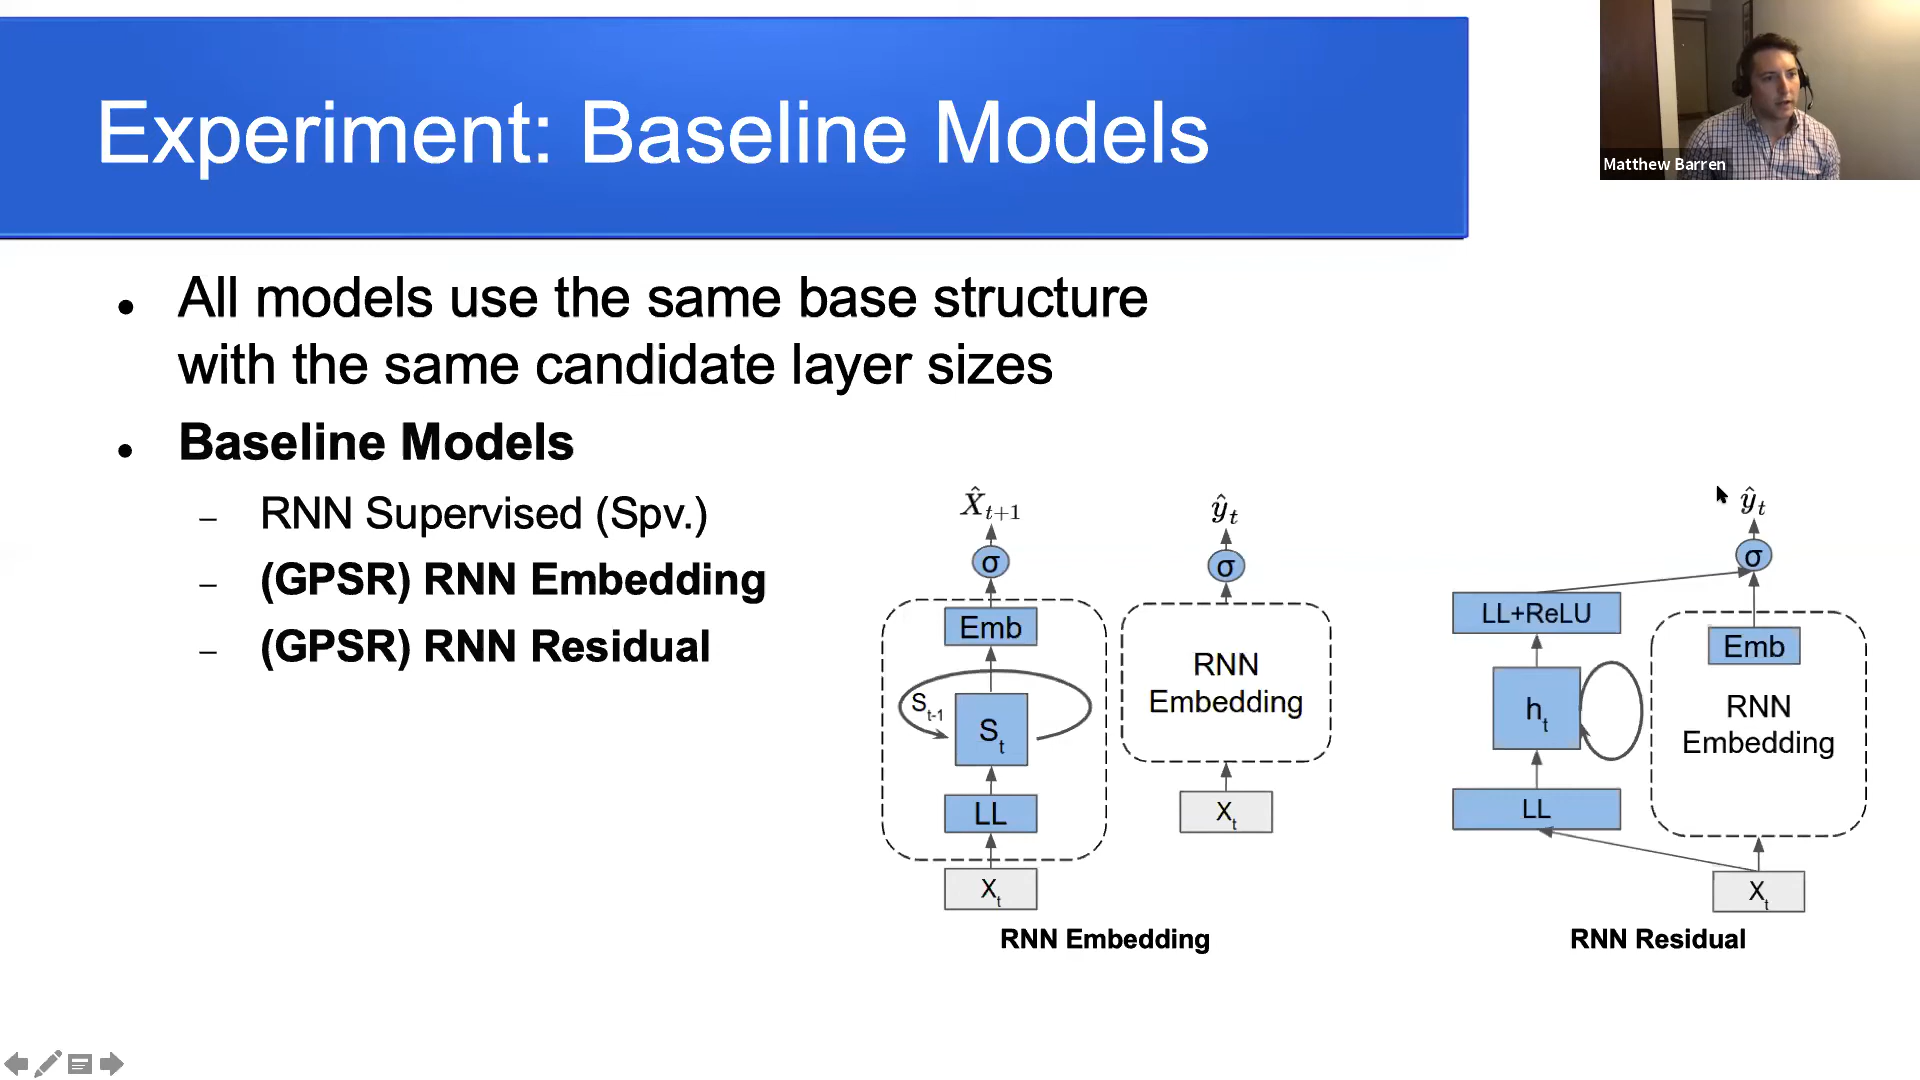 Experiment: Baseline Models
Matthew Barren
● All models use the same base structure
with the same candidate layer sizes
● Baseline Models
– RNN Supervised (Spv.)
– (GPSR) RNN Embedding
– (GPSR) RNN Residual
X̂t+1
σ
Emb
St-1
St
LL
Xt
ŷt
σ
RNN
Embedding
Xt
RNN Embedding
ŷt
σ
LL+ReLU
ht
LL
Emb
RNN
Embedding
Xt
RNN Residual